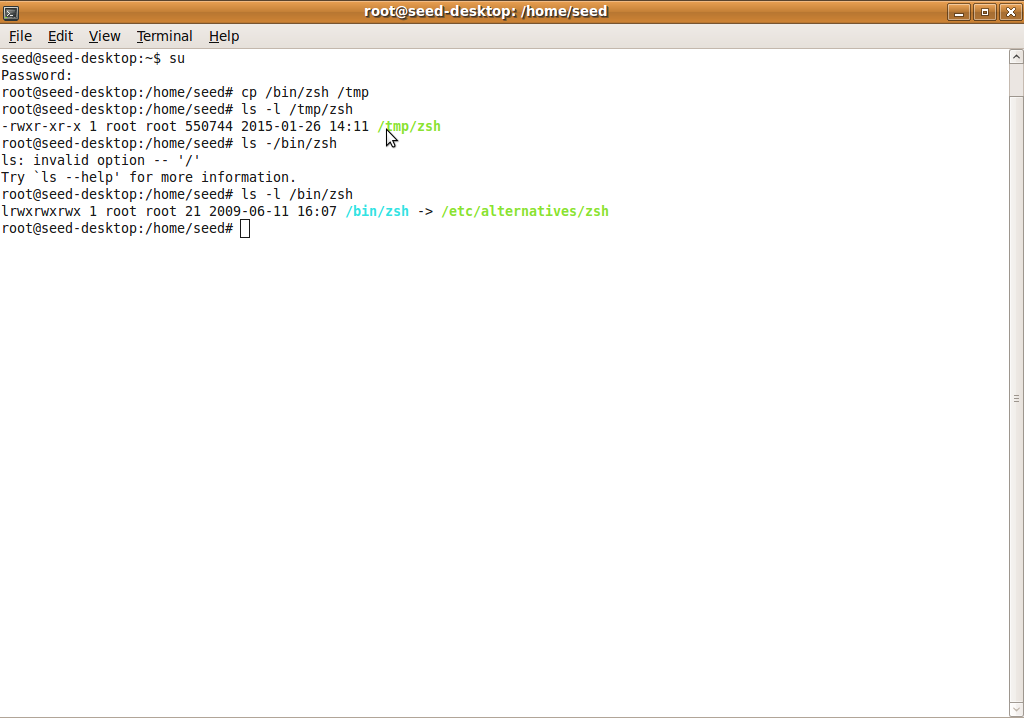 root@seed-desktop: /home/seed
File Edit View Terminal Help
seed@seed-desktop:~$ su
Password:
root@seed-desktop:/home/seed# cp /bin/zsh /tmp
root@seed-desktop:/home/seed# ls -l /tmp/zsh
-rwxr-xr-x 1 root root 550744 2015-01-26 14:11 /tmp/zsh
root@seed-desktop:/home/seed# ls -/bin/zsh
ls: invalid option -- '/'
Try `ls --help' for more information.
root@seed-desktop:/home/seed# ls -l /bin/zsh
lrwxrwxrwx 1 root root 21 2009-06-11 16:07 /bin/zsh -> /etc/alternatives/zsh
root@seed-desktop:/home/seed#